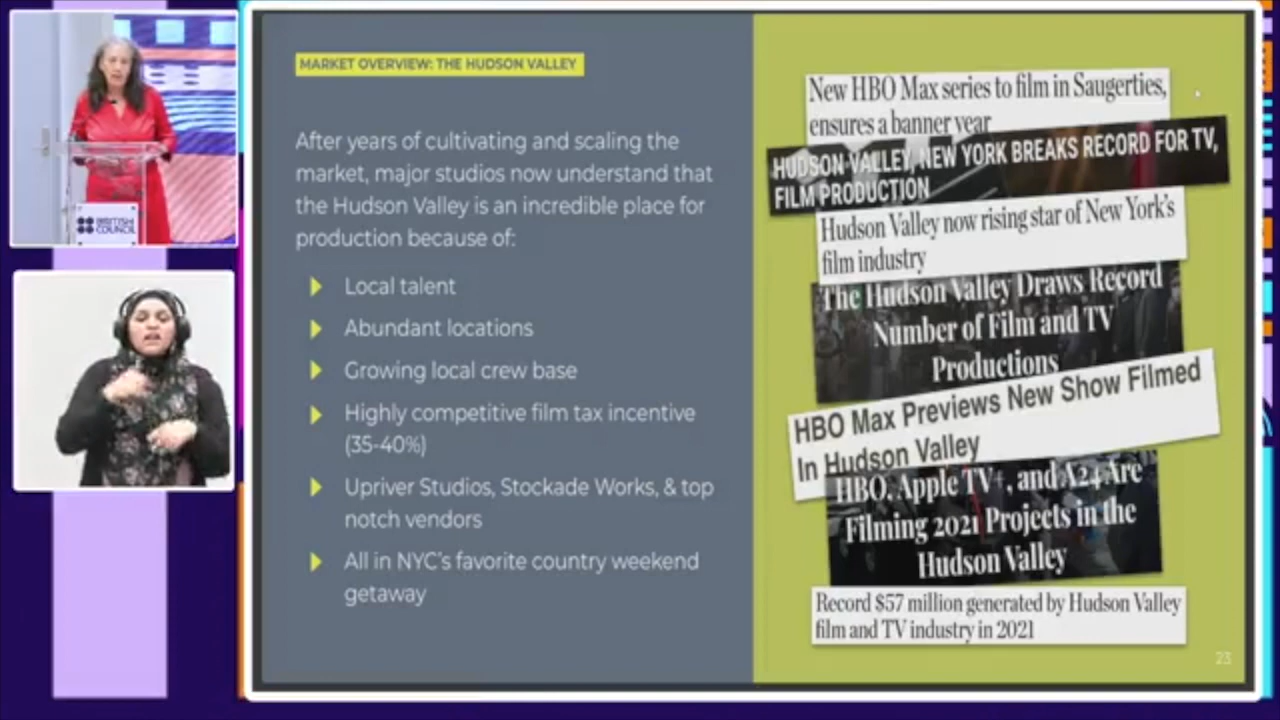 BRITISH
COUNCIL
MARKET OVERVIEW: THE HUDSON VALLEY
After years of cultivating and scaling the
market, major studios now understand that
the Hudson Valley is an incredible place for
production because of:
Local talent
Abundant locations
Growing local crew base
Highly competitive film tax incentive
(35-40%)
Upriver Studios, Stockade Works, & top
notch vendors
All in NYC's favorite country weekend
getaway
New HBO Max series to film in Saugerties,
ensures a banner year
HUDSON VALLEY, NEW YORK BREAKS RECORD FOR TV,
FILM PRODUCTION
Hudson Valley now rising star of New York's
film industry
The Hudson Valley Draws Record
Number of Film and TV
Productions
HBO Max Previews New Show Filmed
In Hudson Valley
HBO, Apple TV+, and A24 Are
Filming 2021 Projects in the
Hudson Valley
Record $57 million generated by Hudson Valley
film and TV industry in 2021
23